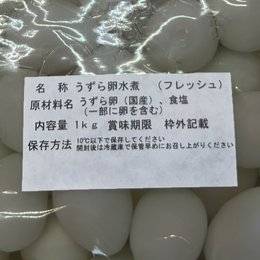 名　称 うずら卵水煮　（フレッシュ）
原材料名 うずら卵（国産）、食塩
（一部に卵を含む）
内容量 １ｋｇ 賞味期限　枠外記載
保存方法 10℃以下で保存してください
開封後は冷蔵庫で保管早めにお召し上がりください